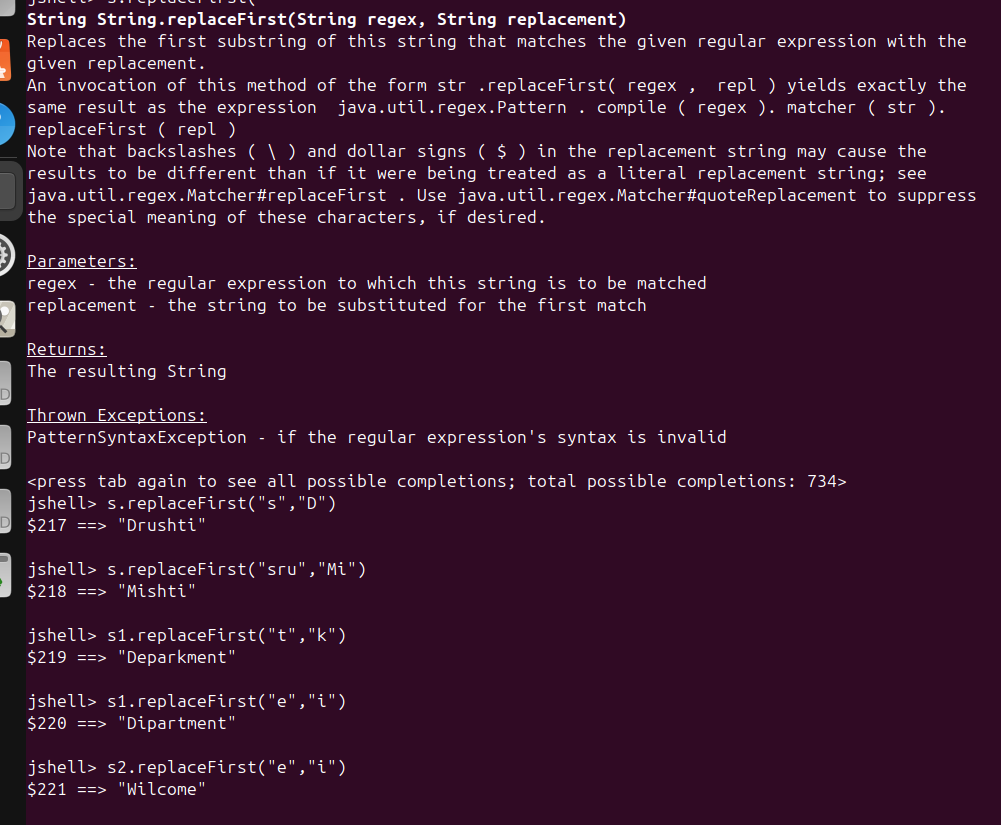 jshell> s.replaceFirst(
String String.replaceFirst(String regex, String replacement)
Replaces the first substring of this string that matches the given regular expression with the
given replacement.
An invocation of this method of the form str .replaceFirst( regex ,  repl ) yields exactly the
same result as the expression  java.util.regex.Pattern . compile ( regex ). matcher ( str ).
replaceFirst ( repl )
Note that backslashes ( \ ) and dollar signs ( $ ) in the replacement string may cause the
results to be different than if it were being treated as a literal replacement string; see
java.util.regex.Matcher#replaceFirst . Use java.util.regex.Matcher#quoteReplacement to suppress
the special meaning of these characters, if desired.

Parameters:
regex - the regular expression to which this string is to be matched
replacement - the string to be substituted for the first match

Returns:
The resulting String

Thrown Exceptions:
PatternSyntaxException - if the regular expression's syntax is invalid

<press tab again to see all possible completions; total possible completions: 734>
jshell> s.replaceFirst("s","D")
$217 ==> "Drushti"

jshell> s.replaceFirst("sru","Mi")
$218 ==> "Mishti"

jshell> s1.replaceFirst("t","k")
$219 ==> "Deparkment"

jshell> s1.replaceFirst("e","i")
$220 ==> "Dipartment"

jshell> s2.replaceFirst("e","i")
$221 ==> "Wilcome"